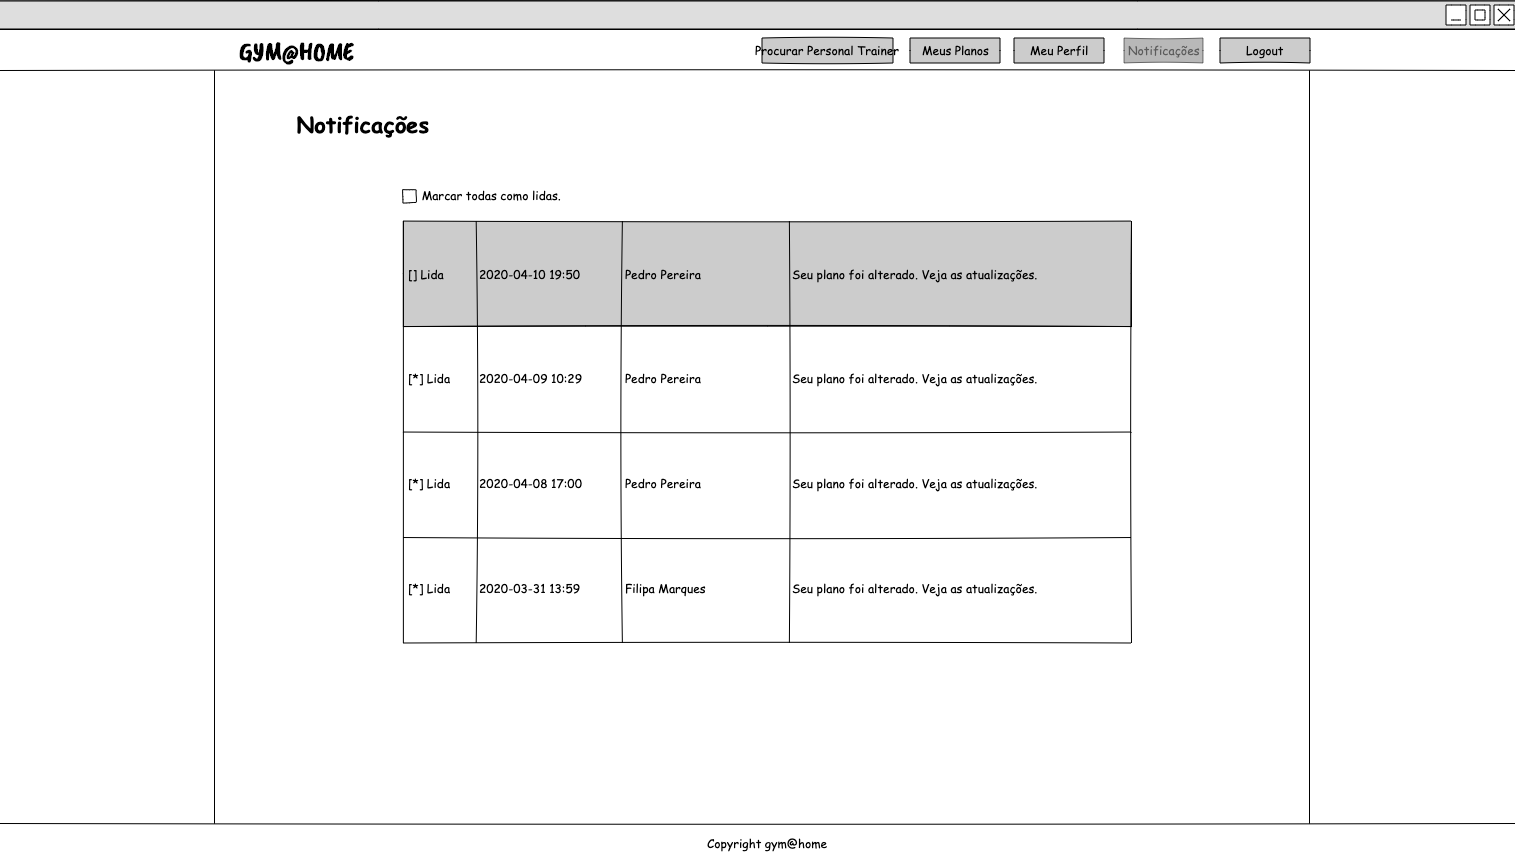 GYM@HOME
Procurar Personal Trainer
Meus Planos
Meu Perfil
Notificações
Logout
Notificações
Marcar todas como lidas.
[] Lida 2020-04-10 19:50 Pedro Pereira Seu plano foi alterado. Veja as atualizações.
[*] Lida 2020-04-09 10:29 Pedro Pereira Seu plano foi alterado. Veja as atualizações.
[*] Lida 2020-04-08 17:00 Pedro Pereira Seu plano foi alterado. Veja as atualizações.
[*] Lida 2020-03-31 13:59 Filipa Marques Seu plano foi alterado. Veja as atualizações.
Copyright gym@home